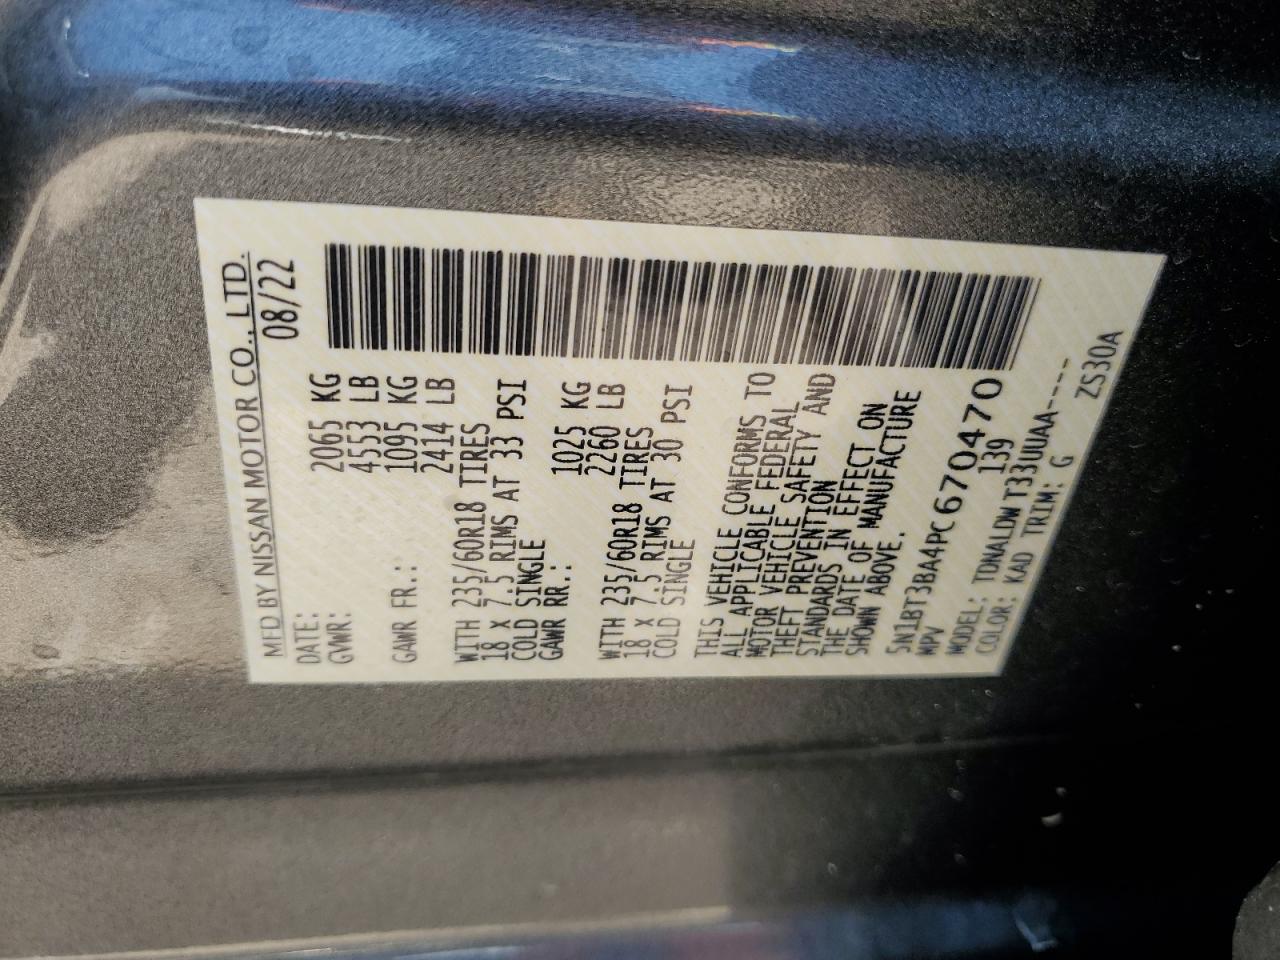 MFD BY NISSAN MOTOR CO., LTD.
DATE: 08/22
GVWR: 2065 KG
4553 LB
GAWR FR.: 1095 KG
2414 LB
WITH 235/60R18 TIRES
18 X 7.5 RIMS AT 33 PSI
COLD SINGLE
GAWR RR.: 1025 KG
2260 LB
WITH 235/60R18 TIRES
18 X 7.5 RIMS AT 30 PSI
COLD SINGLE
THIS VEHICLE CONFORMS TO
ALL APPLICABLE FEDERAL
MOTOR VEHICLE SAFETY AND
THEFT PREVENTION
STANDARDS IN EFFECT ON
THE DATE OF MANUFACTURE
SHOWN ABOVE.
5N1BT3BA4PC670470
MPV 139
MODEL: TDNALDWT33UUAA-----
COLOR: KAD TRIM: G ZS30A